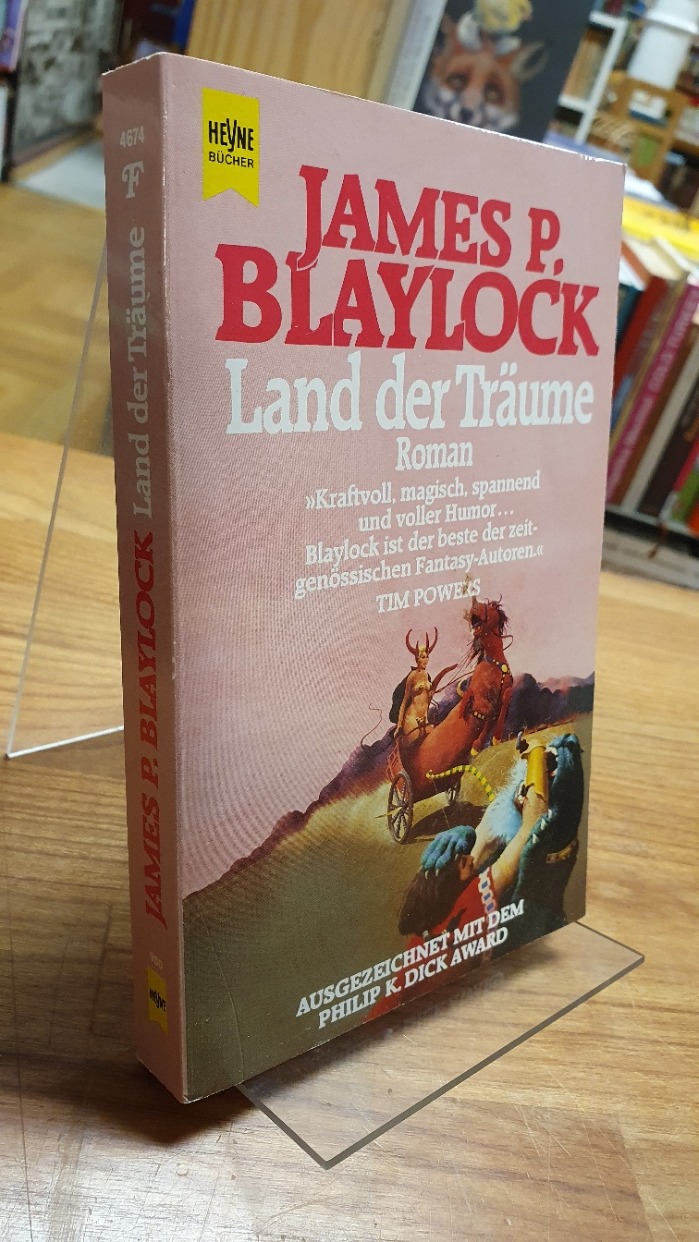 HEYNE
BÜCHER
JAMES P.
BLAYLOCK
Land der Träume
Roman
»Kraftvoll, magisch, spannend
und voller Humor...
Blaylock ist der beste der zeit-
genössischen Fantasy-Autoren.«
TIM POWERS
AUSGEZEICHNET MIT DEM
PHILIP K. DICK AWARD
4674
JAMES P. BLAYLOCK Land der Träume
HEYNE